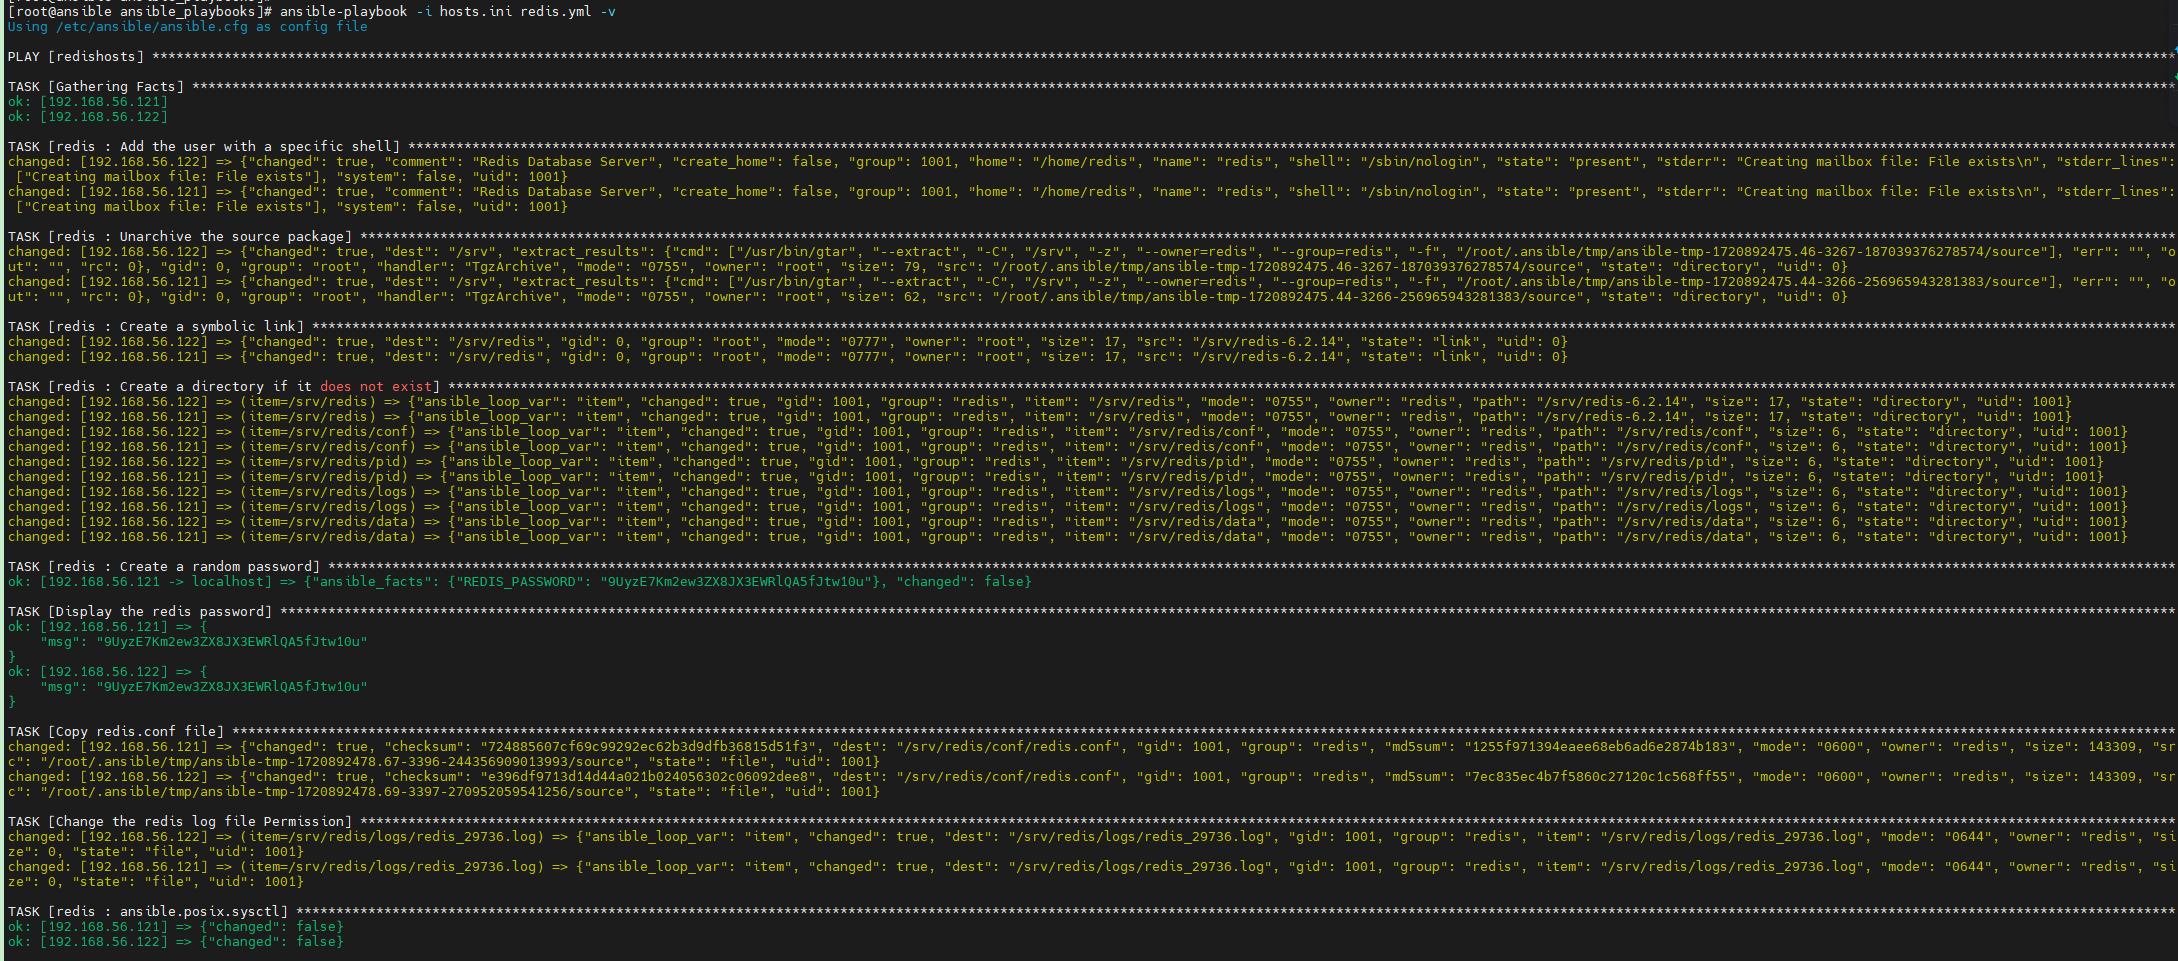 [root@ansible ansible_playbooks]# ansible-playbook -i hosts.ini redis.yml -v
Using /etc/ansible/ansible.cfg as config file
PLAY [redishosts] ****************************************************************
TASK [Gathering Facts] ****************************************************************
ok: [192.168.56.121]
ok: [192.168.56.122]
TASK [redis : Add the user with a specific shell] ****************************************************************
changed: [192.168.56.122] => {"changed": true, "comment": "Redis Database Server", "create_home": false, "group": 1001, "home": "/home/redis", "name": "redis", "shell": "/sbin/nologin", "state": "present", "stderr": "Creating mailbox file: File exists\n", "stderr_lines":
["Creating mailbox file: File exists"], "system": false, "uid": 1001}
changed: [192.168.56.121] => {"changed": true, "comment": "Redis Database Server", "create_home": false, "group": 1001, "home": "/home/redis", "name": "redis", "shell": "/sbin/nologin", "state": "present", "stderr": "Creating mailbox file: File exists\n", "stderr_lines":
["Creating mailbox file: File exists"], "system": false, "uid": 1001}
TASK [redis : Unarchive the source package] ****************************************************************
changed: [192.168.56.122] => {"changed": true, "dest": "/srv", "extract_results": {"cmd": ["/usr/bin/gtar", "--extract", "-C", "/srv", "-z", "--owner=redis", "--group=redis", "-f", "/root/.ansible/tmp/ansible-tmp-1720892475.46-3267-187039376278574/source"], "err": "", "o
ut": "", "rc": 0}, "gid": 0, "group": "root", "handler": "TgzArchive", "mode": "0755", "owner": "root", "size": 79, "src": "/root/.ansible/tmp/ansible-tmp-1720892475.46-3267-187039376278574/source", "state": "directory", "uid": 0}
changed: [192.168.56.121] => {"changed": true, "dest": "/srv", "extract_results": {"cmd": ["/usr/bin/gtar", "--extract", "-C", "/srv", "-z", "--owner=redis", "--group=redis", "-f", "/root/.ansible/tmp/ansible-tmp-1720892475.44-3266-256965943281383/source"], "err": "", "o
ut": "", "rc": 0}, "gid": 0, "group": "root", "handler": "TgzArchive", "mode": "0755", "owner": "root", "size": 62, "src": "/root/.ansible/tmp/ansible-tmp-1720892475.44-3266-256965943281383/source", "state": "directory", "uid": 0}
TASK [redis : Create a symbolic link] ****************************************************************
changed: [192.168.56.122] => {"changed": true, "dest": "/srv/redis", "gid": 0, "group": "root", "mode": "0777", "owner": "root", "size": 17, "src": "/srv/redis-6.2.14", "state": "link", "uid": 0}
changed: [192.168.56.121] => {"changed": true, "dest": "/srv/redis", "gid": 0, "group": "root", "mode": "0777", "owner": "root", "size": 17, "src": "/srv/redis-6.2.14", "state": "link", "uid": 0}
TASK [redis : Create a directory if it does not exist] ****************************************************************
changed: [192.168.56.122] => (item=/srv/redis) => {"ansible_loop_var": "item", "changed": true, "gid": 1001, "group": "redis", "item": "/srv/redis", "mode": "0755", "owner": "redis", "path": "/srv/redis-6.2.14", "size": 17, "state": "directory", "uid": 1001}
changed: [192.168.56.121] => (item=/srv/redis) => {"ansible_loop_var": "item", "changed": true, "gid": 1001, "group": "redis", "item": "/srv/redis", "mode": "0755", "owner": "redis", "path": "/srv/redis-6.2.14", "size": 17, "state": "directory", "uid": 1001}
changed: [192.168.56.122] => (item=/srv/redis/conf) => {"ansible_loop_var": "item", "changed": true, "gid": 1001, "group": "redis", "item": "/srv/redis/conf", "mode": "0755", "owner": "redis", "path": "/srv/redis/conf", "size": 6, "state": "directory", "uid": 1001}
changed: [192.168.56.121] => (item=/srv/redis/conf) => {"ansible_loop_var": "item", "changed": true, "gid": 1001, "group": "redis", "item": "/srv/redis/conf", "mode": "0755", "owner": "redis", "path": "/srv/redis/conf", "size": 6, "state": "directory", "uid": 1001}
changed: [192.168.56.122] => (item=/srv/redis/pid) => {"ansible_loop_var": "item", "changed": true, "gid": 1001, "group": "redis", "item": "/srv/redis/pid", "mode": "0755", "owner": "redis", "path": "/srv/redis/pid", "size": 6, "state": "directory", "uid": 1001}
changed: [192.168.56.121] => (item=/srv/redis/pid) => {"ansible_loop_var": "item", "changed": true, "gid": 1001, "group": "redis", "item": "/srv/redis/pid", "mode": "0755", "owner": "redis", "path": "/srv/redis/pid", "size": 6, "state": "directory", "uid": 1001}
changed: [192.168.56.122] => (item=/srv/redis/logs) => {"ansible_loop_var": "item", "changed": true, "gid": 1001, "group": "redis", "item": "/srv/redis/logs", "mode": "0755", "owner": "redis", "path": "/srv/redis/logs", "size": 6, "state": "directory", "uid": 1001}
changed: [192.168.56.121] => (item=/srv/redis/logs) => {"ansible_loop_var": "item", "changed": true, "gid": 1001, "group": "redis", "item": "/srv/redis/logs", "mode": "0755", "owner": "redis", "path": "/srv/redis/logs", "size": 6, "state": "directory", "uid": 1001}
changed: [192.168.56.122] => (item=/srv/redis/data) => {"ansible_loop_var": "item", "changed": true, "gid": 1001, "group": "redis", "item": "/srv/redis/data", "mode": "0755", "owner": "redis", "path": "/srv/redis/data", "size": 6, "state": "directory", "uid": 1001}
changed: [192.168.56.121] => (item=/srv/redis/data) => {"ansible_loop_var": "item", "changed": true, "gid": 1001, "group": "redis", "item": "/srv/redis/data", "mode": "0755", "owner": "redis", "path": "/srv/redis/data", "size": 6, "state": "directory", "uid": 1001}
TASK [redis : Create a random password] ****************************************************************
ok: [192.168.56.121 -> localhost] => {"ansible_facts": {"REDIS_PASSWORD": "9UyzE7Km2ew3ZX8JX3EWRlQA5fJtw10u"}, "changed": false}
TASK [Display the redis password] ****************************************************************
ok: [192.168.56.121] => {
"msg": "9UyzE7Km2ew3ZX8JX3EWRlQA5fJtw10u"
}
ok: [192.168.56.122] => {
"msg": "9UyzE7Km2ew3ZX8JX3EWRlQA5fJtw10u"
}
TASK [Copy redis.conf file] ****************************************************************
changed: [192.168.56.121] => {"changed": true, "checksum": "724885607cf69c99292ec62b3d9dfb36815d51f3", "dest": "/srv/redis/conf/redis.conf", "gid": 1001, "group": "redis", "md5sum": "1255f971394eaee68eb6ad6e2874b183", "mode": "0600", "owner": "redis", "size": 143309, "sr
c": "/root/.ansible/tmp/ansible-tmp-1720892478.67-3396-244356909013993/source", "state": "file", "uid": 1001}
changed: [192.168.56.122] => {"changed": true, "checksum": "e396df9713d14d44a021b024056302c06092dee8", "dest": "/srv/redis/conf/redis.conf", "gid": 1001, "group": "redis", "md5sum": "7ec835ec4b7f5860c27120c1c568ff55", "mode": "0600", "owner": "redis", "size": 143309, "sr
c": "/root/.ansible/tmp/ansible-tmp-1720892478.69-3397-270952059541256/source", "state": "file", "uid": 1001}
TASK [Change the redis log file Permission] ****************************************************************
changed: [192.168.56.122] => (item=/srv/redis/logs/redis_29736.log) => {"ansible_loop_var": "item", "changed": true, "dest": "/srv/redis/logs/redis_29736.log", "gid": 1001, "group": "redis", "item": "/srv/redis/logs/redis_29736.log", "mode": "0644", "owner": "redis", "si
ze": 0, "state": "file", "uid": 1001}
changed: [192.168.56.121] => (item=/srv/redis/logs/redis_29736.log) => {"ansible_loop_var": "item", "changed": true, "dest": "/srv/redis/logs/redis_29736.log", "gid": 1001, "group": "redis", "item": "/srv/redis/logs/redis_29736.log", "mode": "0644", "owner": "redis", "si
ze": 0, "state": "file", "uid": 1001}
TASK [redis : ansible.posix.sysctl] ****************************************************************
ok: [192.168.56.121] => {"changed": false}
ok: [192.168.56.122] => {"changed": false}